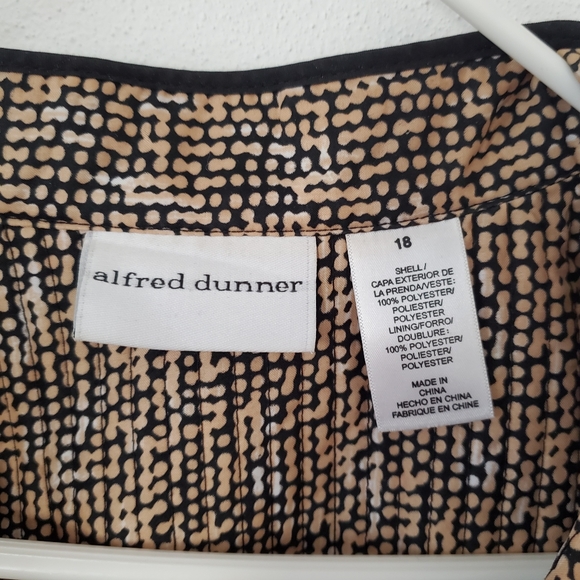 alfred dunner
18
SHELL/
CAPA EXTERIOR DE
LA PRENDA/VESTE:
100% POLYESTER/
POLIESTER/
POLYESTER
LINING/FORRO/
DOUBLURE:
100% POLYESTER/
POLIESTER/
POLYESTER
MADE IN
CHINA
HECHO EN CHINA
FABRIQUE EN CHINE